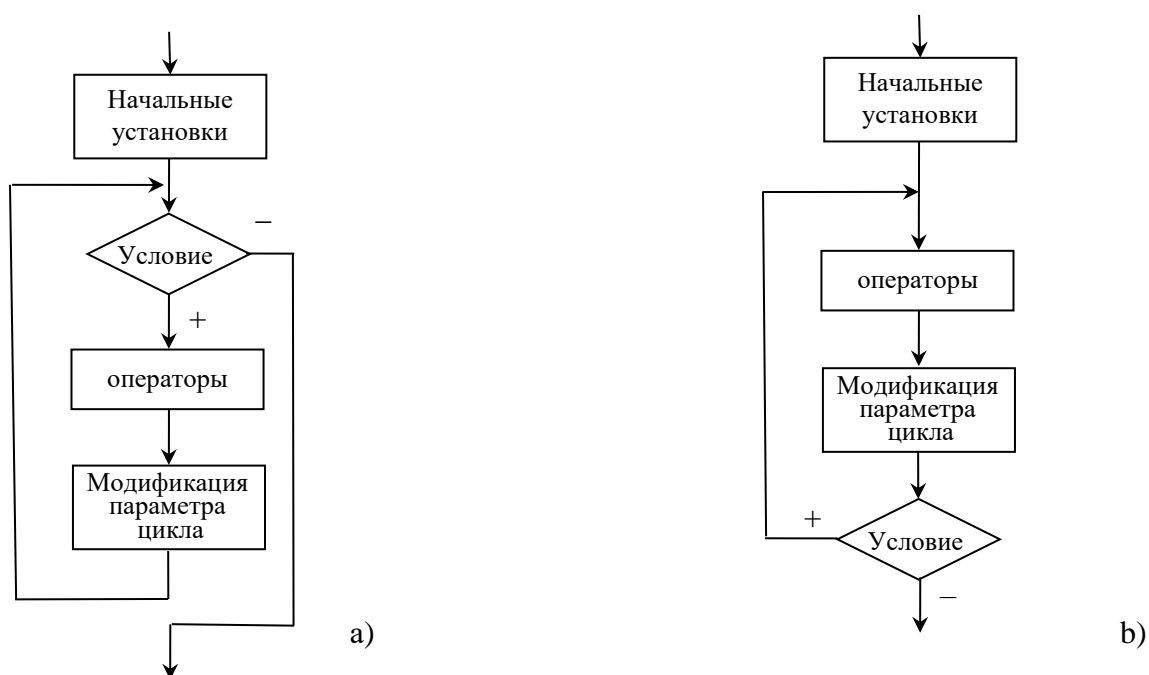 Начальные
установки
Условие
–
+
операторы
Модификация
параметра
цикла
a)
Начальные
установки
операторы
Модификация
параметра
цикла
+
Условие
–
b)